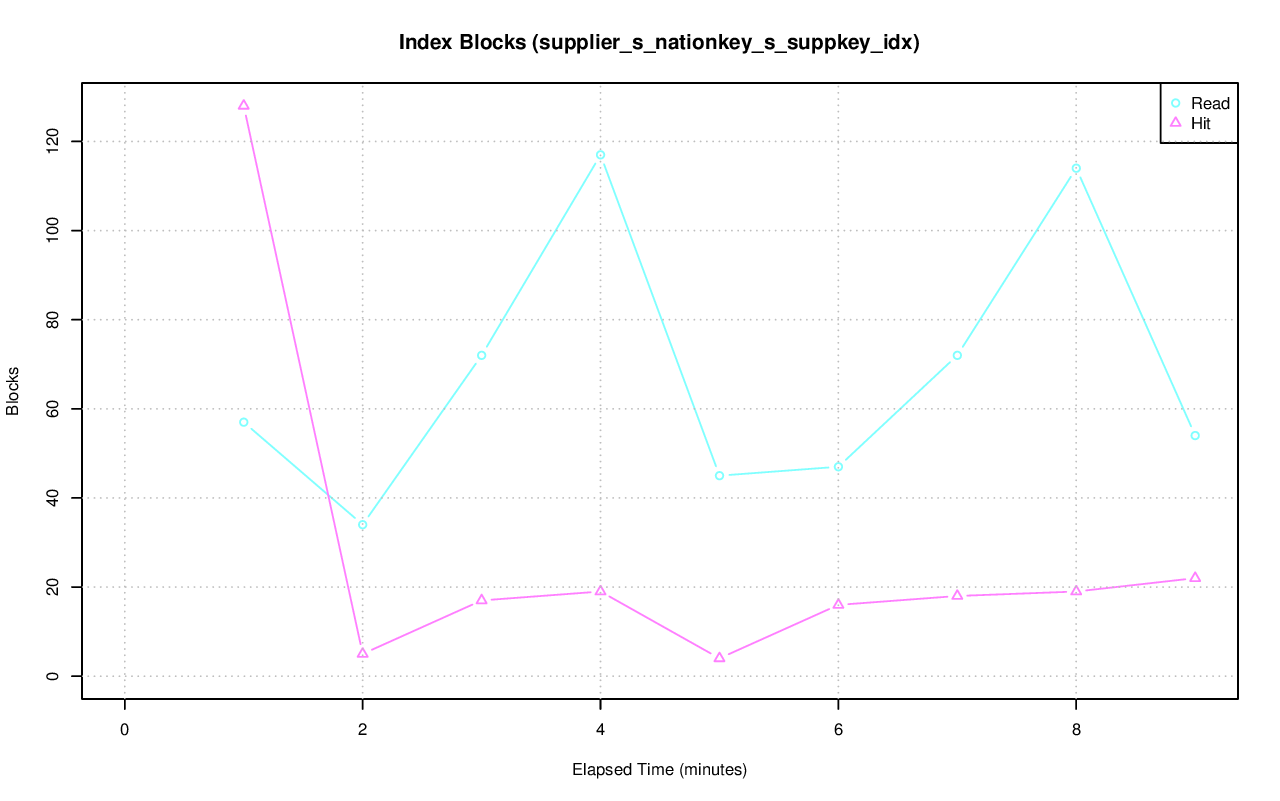 Index Blocks (supplier_s_nationkey_s_suppkey_idx)
Read
Hit
120
100
80
60
40
20
0
Blocks
0 2 4 6 8
Elapsed Time (minutes)